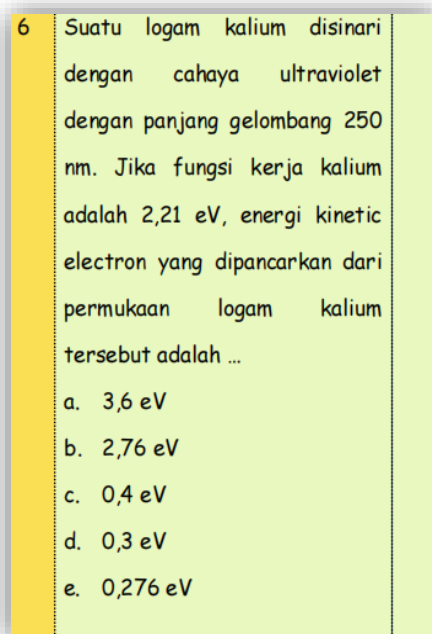 6 Suatu logam kalium disinari
dengan cahaya ultraviolet
dengan panjang gelombang 250
nm. Jika fungsi kerja kalium
adalah 2,21 eV, energi kinetic
electron yang dipancarkan dari
permukaan logam kalium
tersebut adalah ...
a. 3,6 eV
b. 2,76 eV
c. 0,4 eV
d. 0,3 eV
e. 0,276 eV